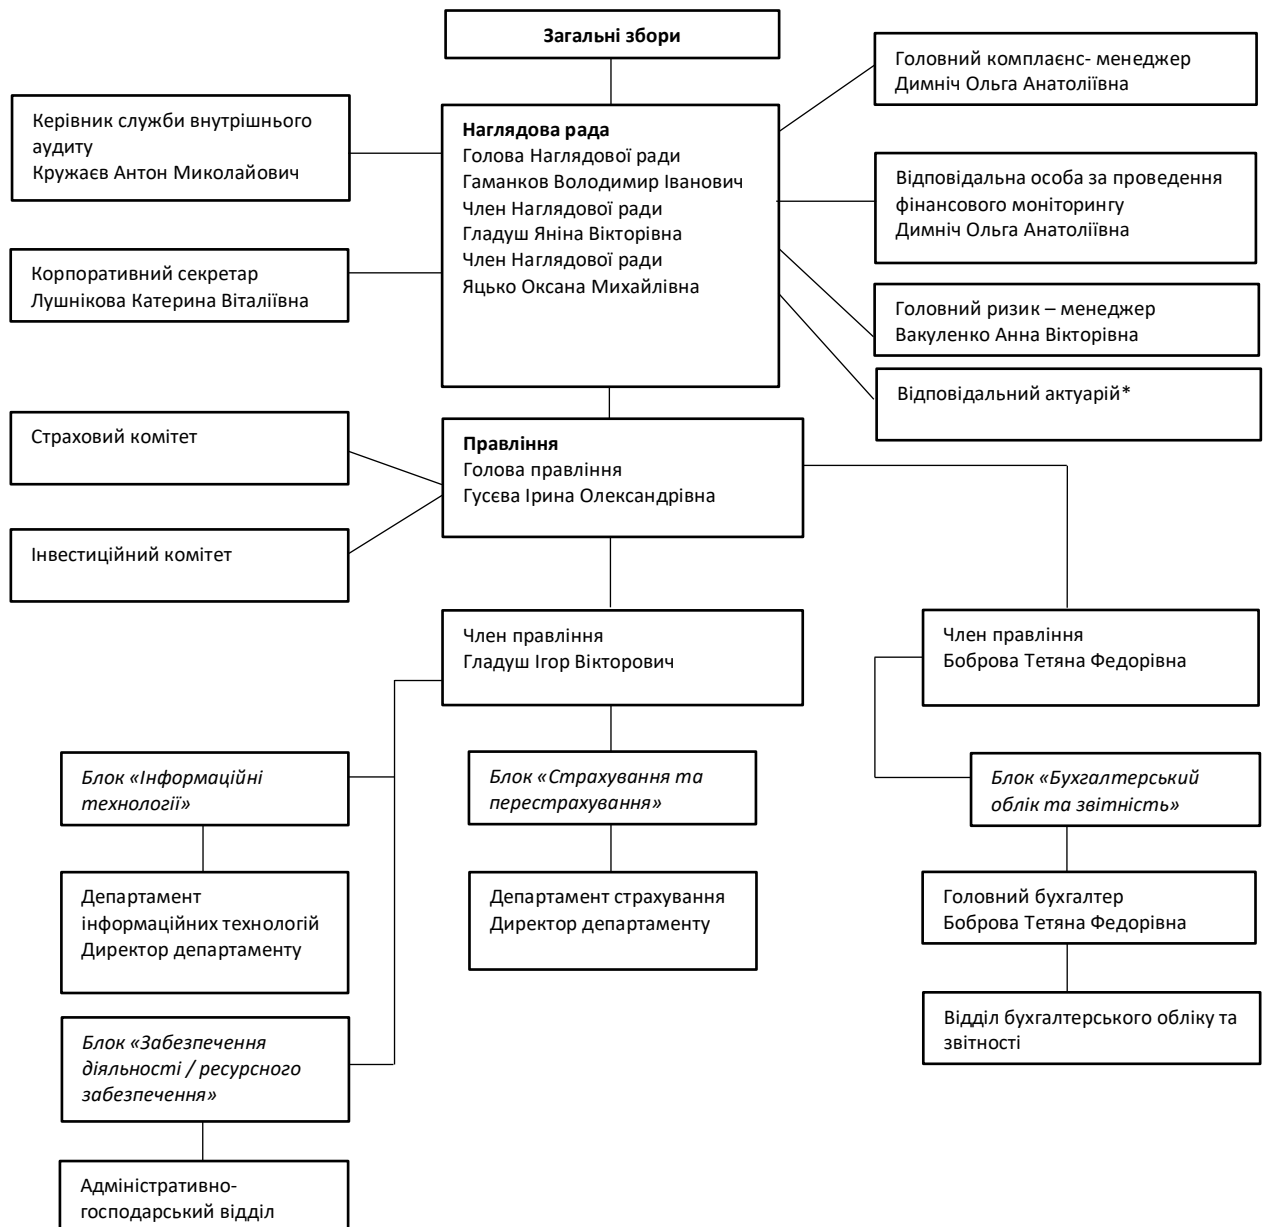 Загальні збори
Головний комплаєнс- менеджер
Димніч Ольга Анатоліївна
Керівник служби внутрішнього
аудиту
Кружаєв Антон Миколайович
Наглядова рада
Голова Наглядової ради
Гаманков Володимир Іванович
Член Наглядової ради
Гладуш Яніна Вікторівна
Член Наглядової ради
Яцько Оксана Михайлівна
Відповідальна особа за проведення
фінансового моніторингу
Димніч Ольга Анатоліївна
Корпоративний секретар
Лушнікова Катерина Віталіївна
Головний ризик – менеджер
Вакуленко Анна Вікторівна
Відповідальний актуарій*
Страховий комітет
Правління
Голова правління
Гусєва Ірина Олександрівна
Інвестиційний комітет
Член правління
Гладуш Ігор Вікторович
Член правління
Боброва Тетяна Федорівна
Блок «Інформаційні
технології»
Блок «Страхування та
перестрахування»
Блок «Бухгалтерський
облік та звітність»
Департамент
інформаційних технологій
Директор департаменту
Департамент страхування
Директор департаменту
Головний бухгалтер
Боброва Тетяна Федорівна
Відділ бухгалтерського обліку та
звітності
Блок «Забезпечення
діяльності / ресурсного
забезпечення»
Адміністративно-
господарський відділ